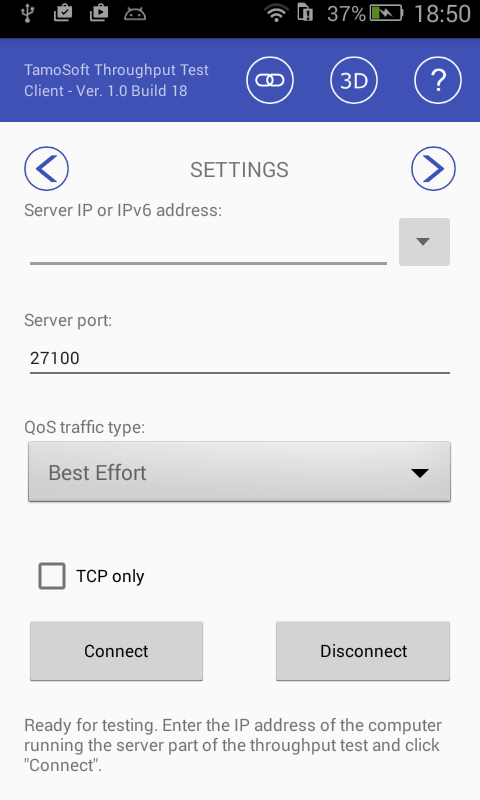 37% 18:50
TamoSoft Throughput Test
Client - Ver. 1.0 Build 18
3D
?
SETTINGS
Server IP or IPv6 address:
Server port:
27100
QoS traffic type:
Best Effort
TCP only
Connect
Disconnect
Ready for testing. Enter the IP address of the computer
running the server part of the throughput test and click
"Connect".